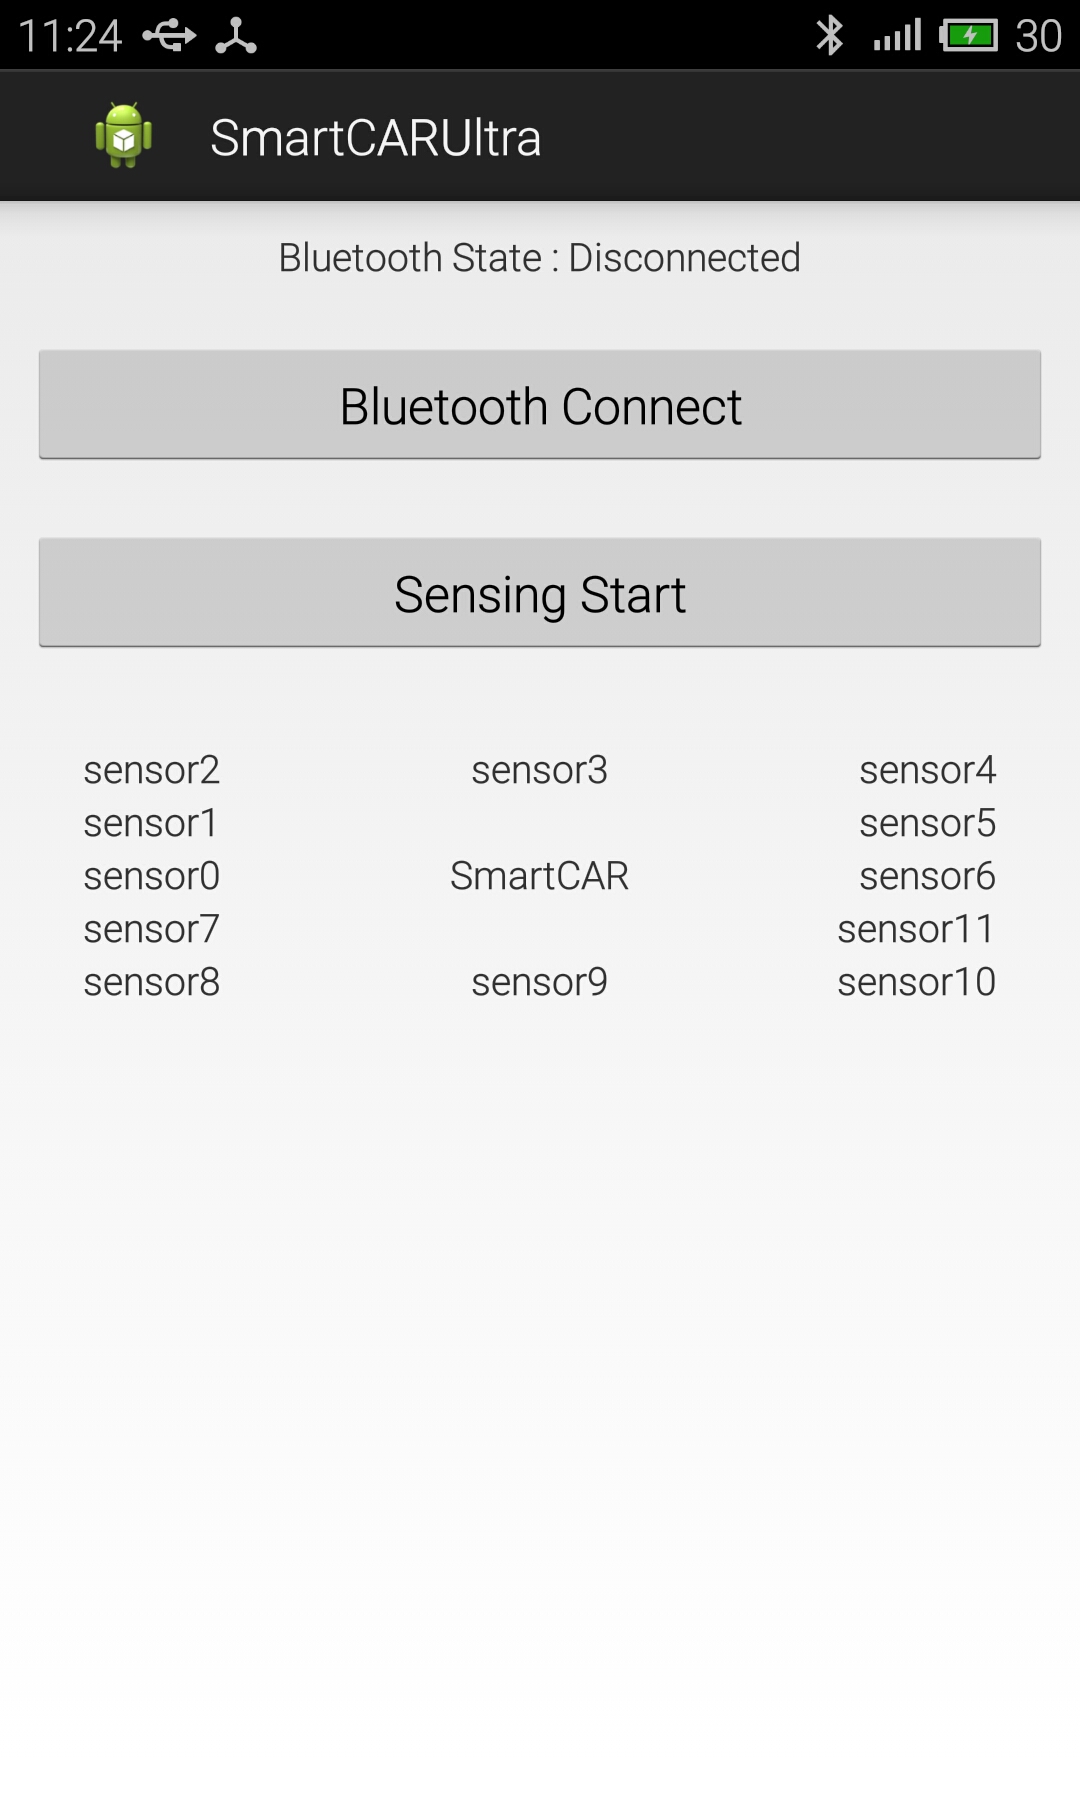 11:24 30
SmartCARUltra
Bluetooth State : Disconnected
Bluetooth Connect
Sensing Start
sensor2 sensor3 sensor4
sensor1 sensor5
sensor0 SmartCAR sensor6
sensor7 sensor11
sensor8 sensor9 sensor10